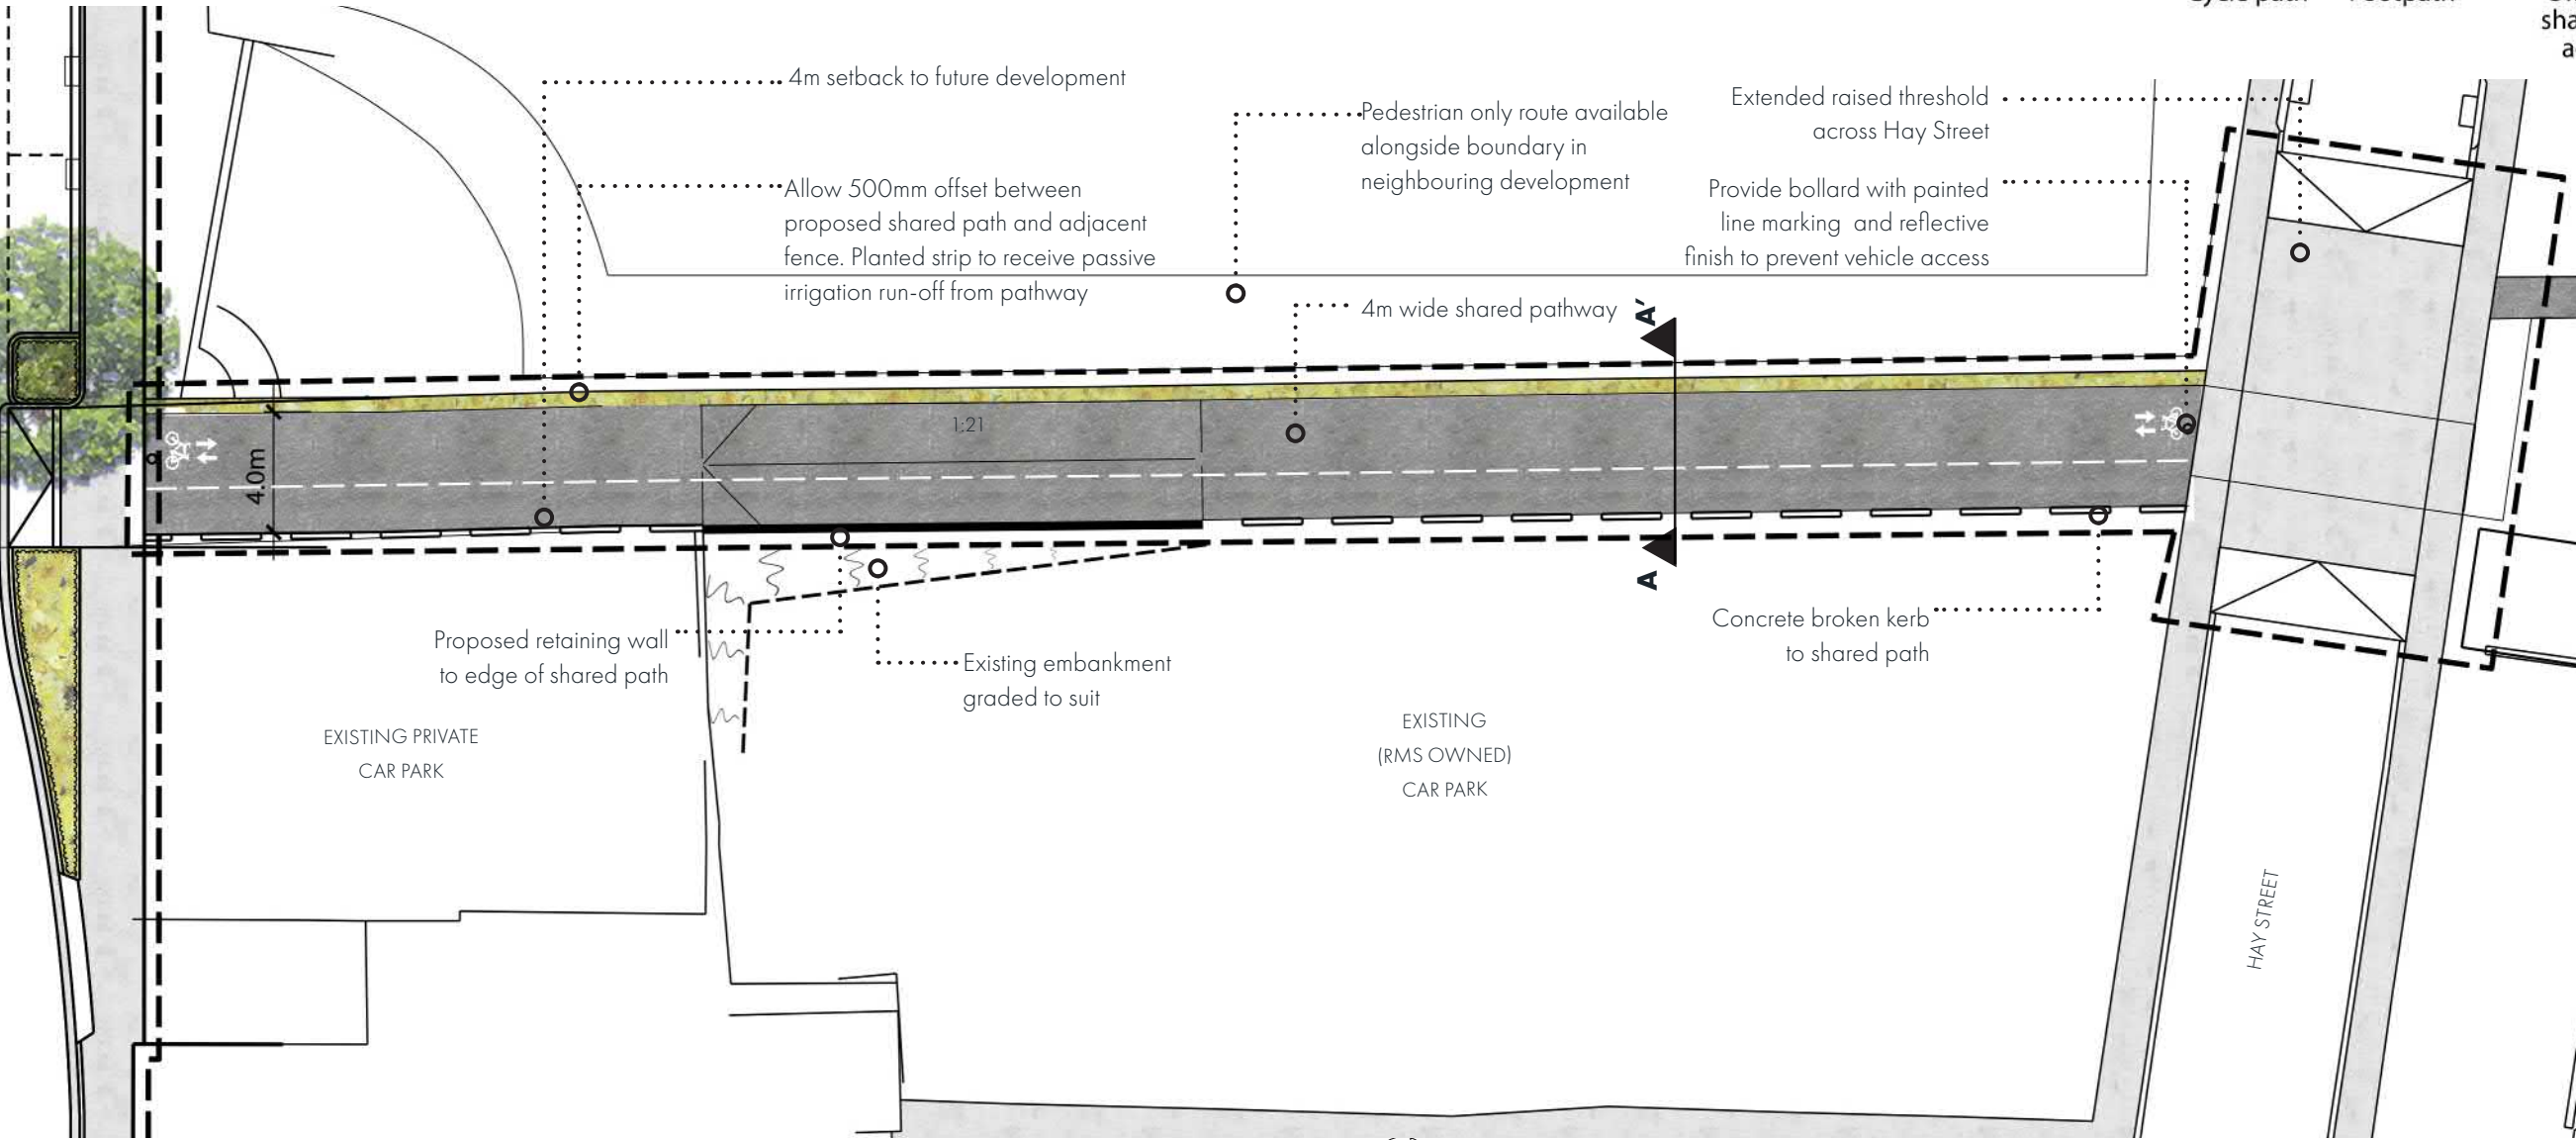 4m setback to future development
Allow 500mm offset between
proposed shared path and adjacent
fence. Planted strip to receive passive
irrigation run-off from pathway
Pedestrian only route available
alongside boundary in
neighbouring development
4m wide shared pathway
Extended raised threshold
across Hay Street
Provide bollard with painted
line marking and reflective
finish to prevent vehicle access
A'
1:21
4.0m
A
Proposed retaining wall
to edge of shared path
Existing embankment
graded to suit
Concrete broken kerb
to shared path
EXISTING PRIVATE
CAR PARK
EXISTING
(RMS OWNED)
CAR PARK
HAY STREET